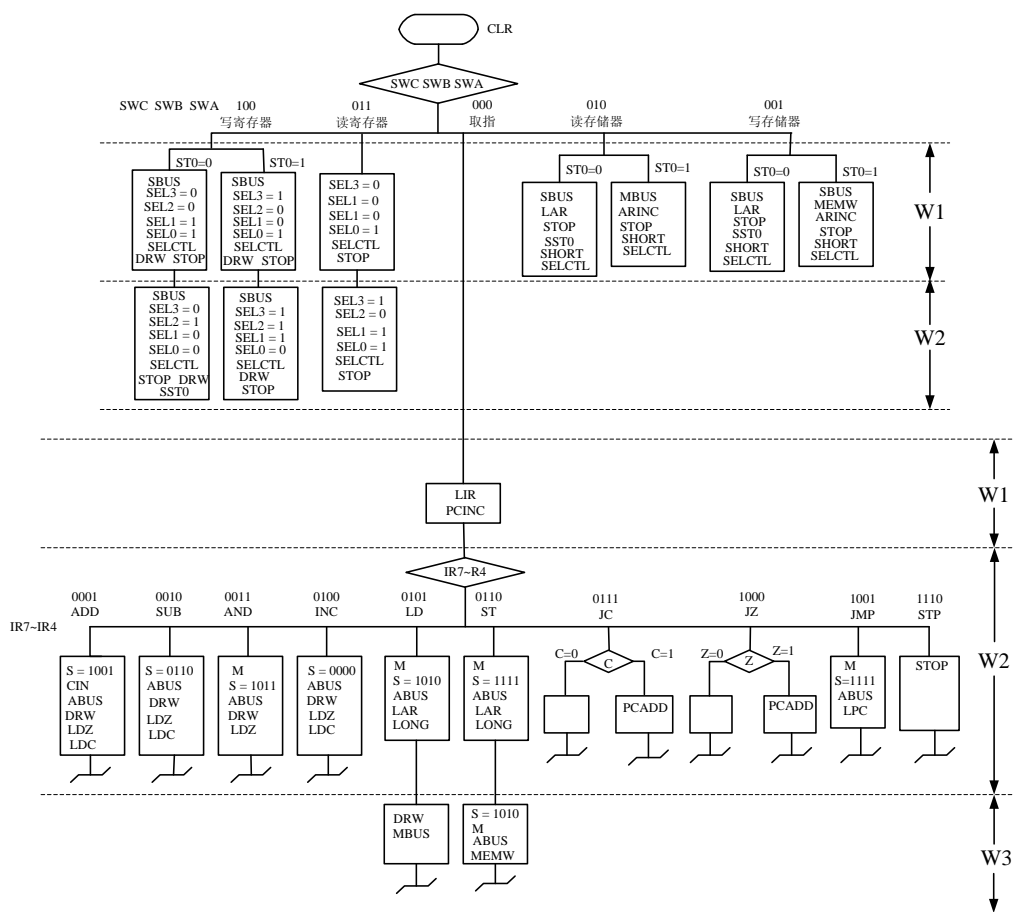 CLR
SWC SWB SWA
SWC SWB SWA
100
写寄存器
011
读寄存器
000
取指
010
读存储器
001
写存储器
ST0=0
ST0=1
ST0=0
ST0=1
ST0=0
ST0=1
SBUS
SEL3 = 0
SEL2 = 0
SEL1 = 1
SEL0 = 1
SELCTL
DRW STOP
SBUS
SEL3 = 1
SEL2 = 0
SEL1 = 0
SEL0 = 1
SELCTL
DRW STOP
SEL3 = 0
SEL1 = 0
SEL1 = 0
SEL0 = 1
SELCTL
STOP
SBUS
LAR
STOP
SST0
SHORT
SELCTL
MBUS
ARINC
STOP
SHORT
SELCTL
SBUS
LAR
STOP
SST0
SHORT
SELCTL
SBUS
MEMW
ARINC
STOP
SHORT
SELCTL
W1
SBUS
SEL3 = 0
SEL2 = 1
SEL1 = 0
SEL0 = 0
SELCTL
STOP DRW
SST0
SBUS
SEL3 = 1
SEL2 = 1
SEL1 = 1
SEL0 = 0
SELCTL
DRW
STOP
SEL3 = 1
SEL2 = 0
SEL1 = 1
SEL0 = 1
SELCTL
STOP
W2
LIR
PCINC
W1
IR7~R4
IR7~IR4
0001
ADD
0010
SUB
0011
AND
0100
INC
0101
LD
0110
ST
0111
JC
1000
JZ
1001
JMP
1110
STP
C=0
C
C=1
Z=0
Z
Z=1
S = 1001
CIN
ABUS
DRW
LDZ
LDC
S = 0110
ABUS
DRW
LDZ
LDC
M
S = 1011
ABUS
DRW
LDZ
S = 0000
ABUS
DRW
LDZ
LDC
M
S = 1010
ABUS
LAR
LONG
M
S = 1111
ABUS
LAR
LONG
PCADD
PCADD
M
S=1111
ABUS
LPC
STOP
W2
DRW
MBUS
S = 1010
M
ABUS
MEMW
W3